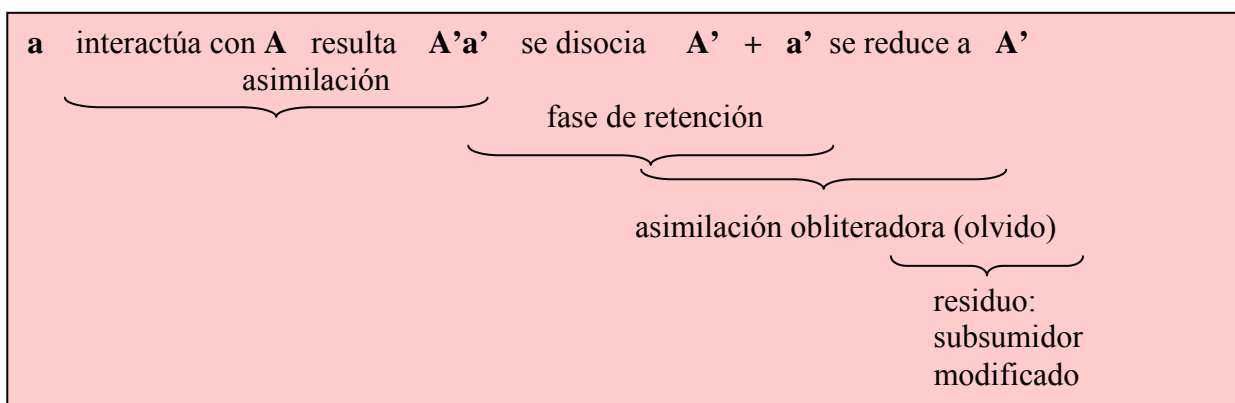 a interactúa con A resulta A’a’ se disocia A’ + a’ se reduce a A’
asimilación
fase de retención
asimilación obliteradora (olvido)
residuo:
subsumidor
modificado